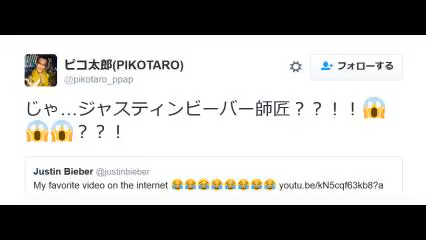 ピコ太郎(PIKOTARO)
@pikotaro_ppap
フォローする
じゃ…ジャスティンビーバー師匠？？！！😱
😱😱？？！
Justin Bieber @justinbieber
My favorite video on the internet 😂😂😂😂😂😂😂😂 youtu.be/kN5cqf63kb8?a